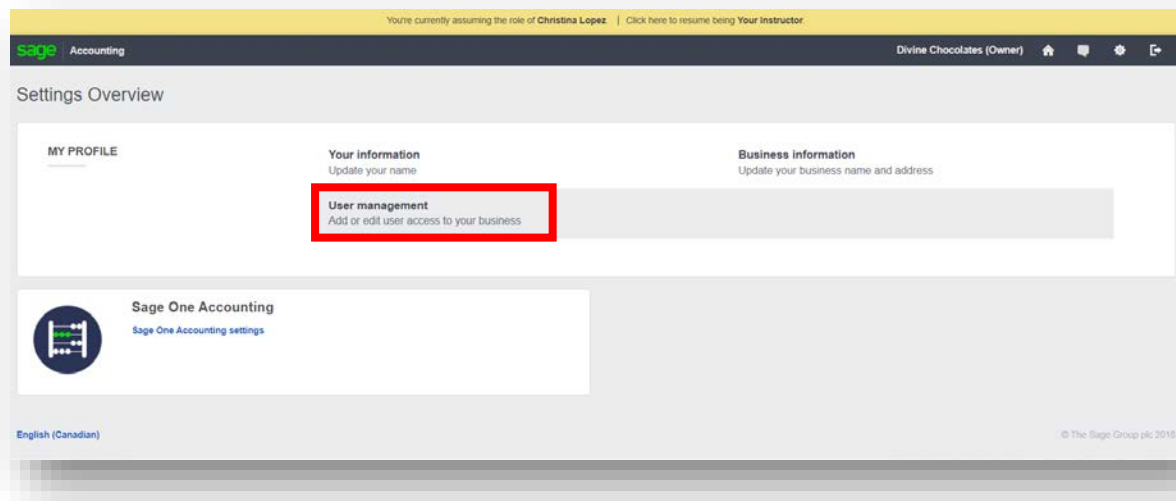 You're currently assuming the role of Christina Lopez | Click here to resume being Your Instructor.
sage Accounting Divine Chocolates (Owner)
Settings Overview
MY PROFILE
Your information
Update your name
Business information
Update your business name and address
User management
Add or edit user access to your business
Sage One Accounting
Sage One Accounting settings
English (Canadian)
© The Sage Group plc 2018